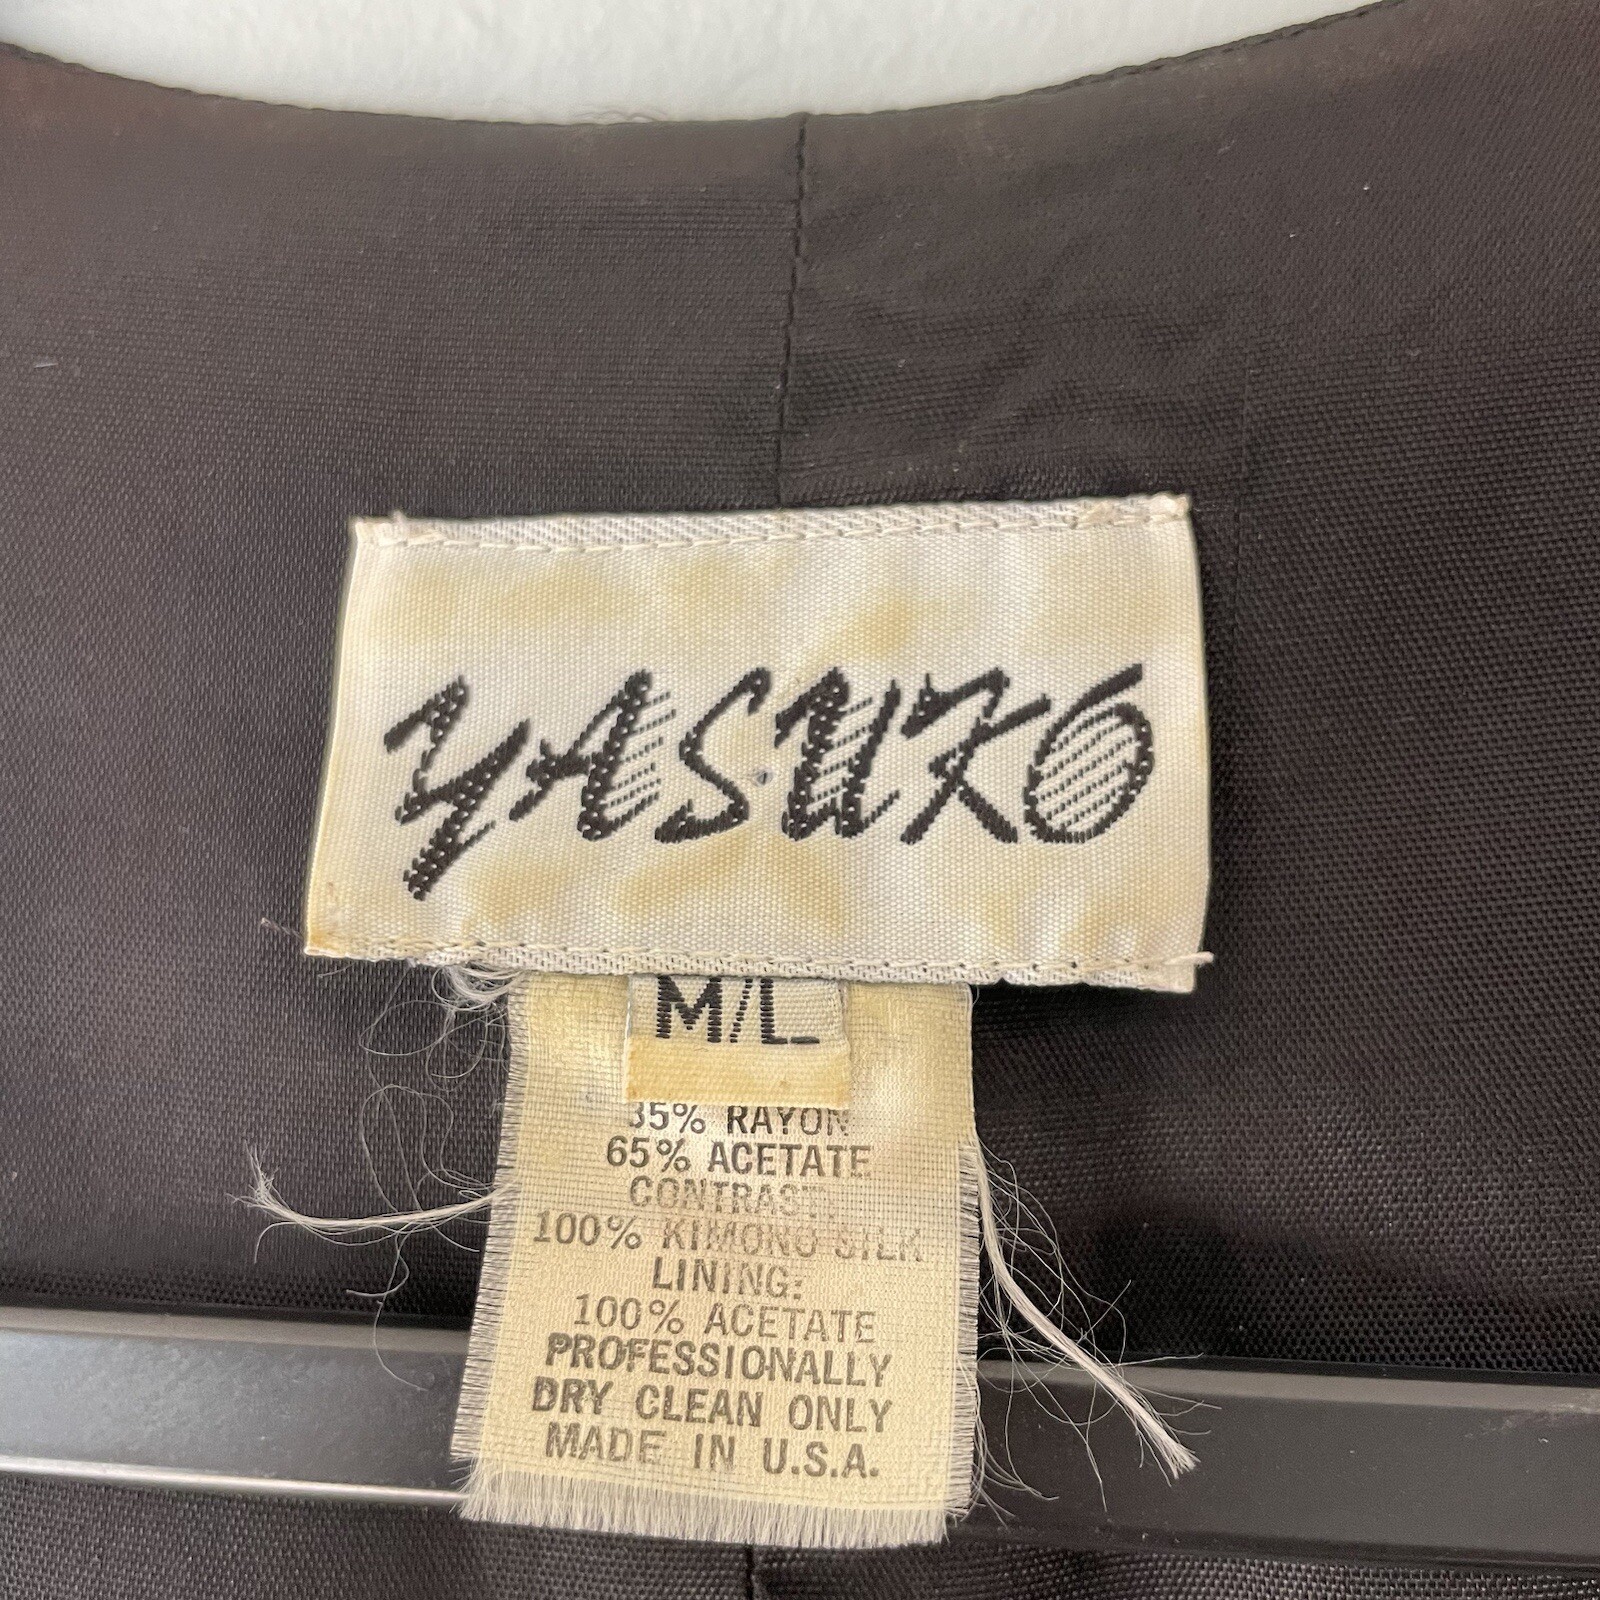 YASUKO
M/L
35% RAYON
65% ACETATE
CONTRAST:
100% KIMONO SILK
LINING:
100% ACETATE
PROFESSIONALLY
DRY CLEAN ONLY
MADE IN U.S.A.